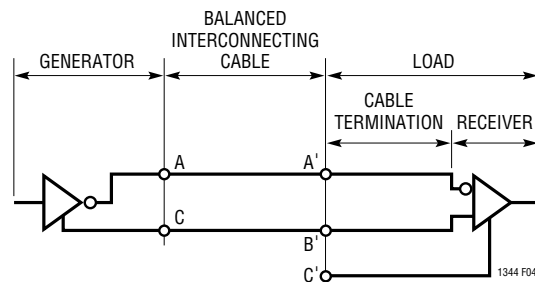 BALANCED
INTERCONNECTING
CABLE
GENERATOR
LOAD
CABLE
TERMINATION
RECEIVER
A
A'
C
B'
C'
1344 F04